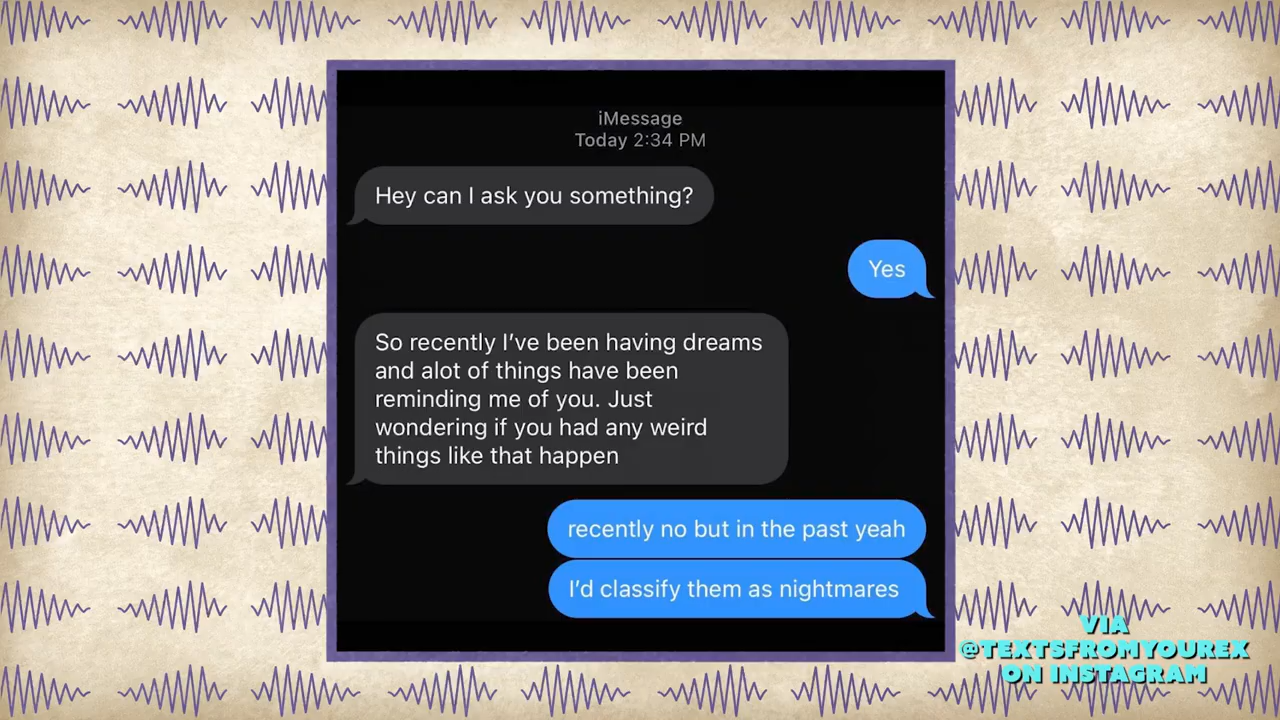 iMessage
Today 2:34 PM
Hey can I ask you something?
Yes
So recently I've been having dreams
and alot of things have been
reminding me of you. Just
wondering if you had any weird
things like that happen
recently no but in the past yeah
I'd classify them as nightmares
VIA
@TEXTSFROMYOUREX
ON INSTAGRAM